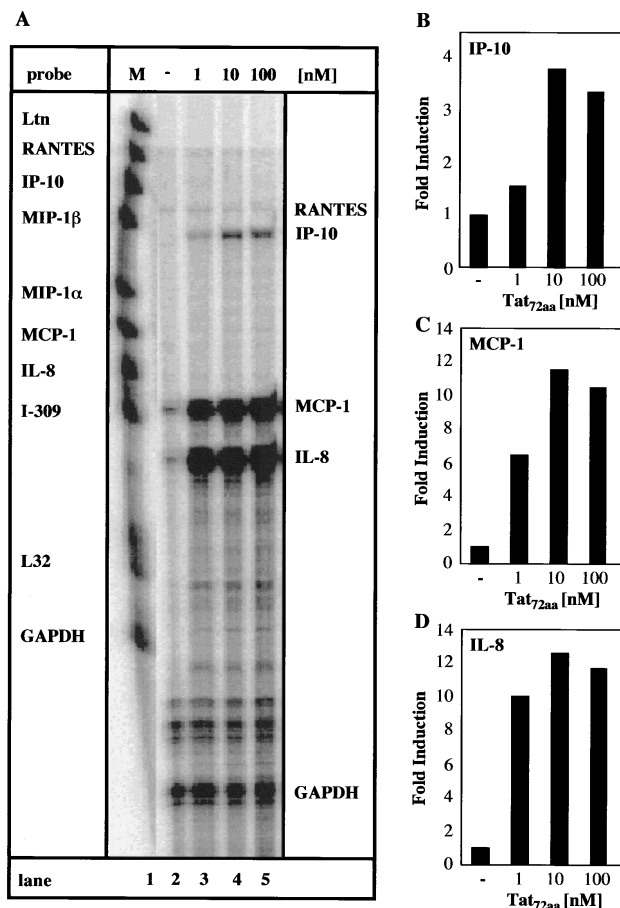 A
probe M - 1 10 100 [nM]
Ltn
RANTES
IP-10
MIP-1β
MIP-1α
MCP-1
IL-8
I-309
L32
GAPDH
RANTES
IP-10
MCP-1
IL-8
GAPDH
lane 1 2 3 4 5
B
IP-10
Fold Induction
4
3
2
1
0
- 1 10 100
Tat72aa [nM]
C
MCP-1
Fold Induction
14
12
10
8
6
4
2
0
- 1 10 100
Tat72aa [nM]
D
IL-8
Fold Induction
14
12
10
8
6
4
2
0
- 1 10 100
Tat72aa [nM]